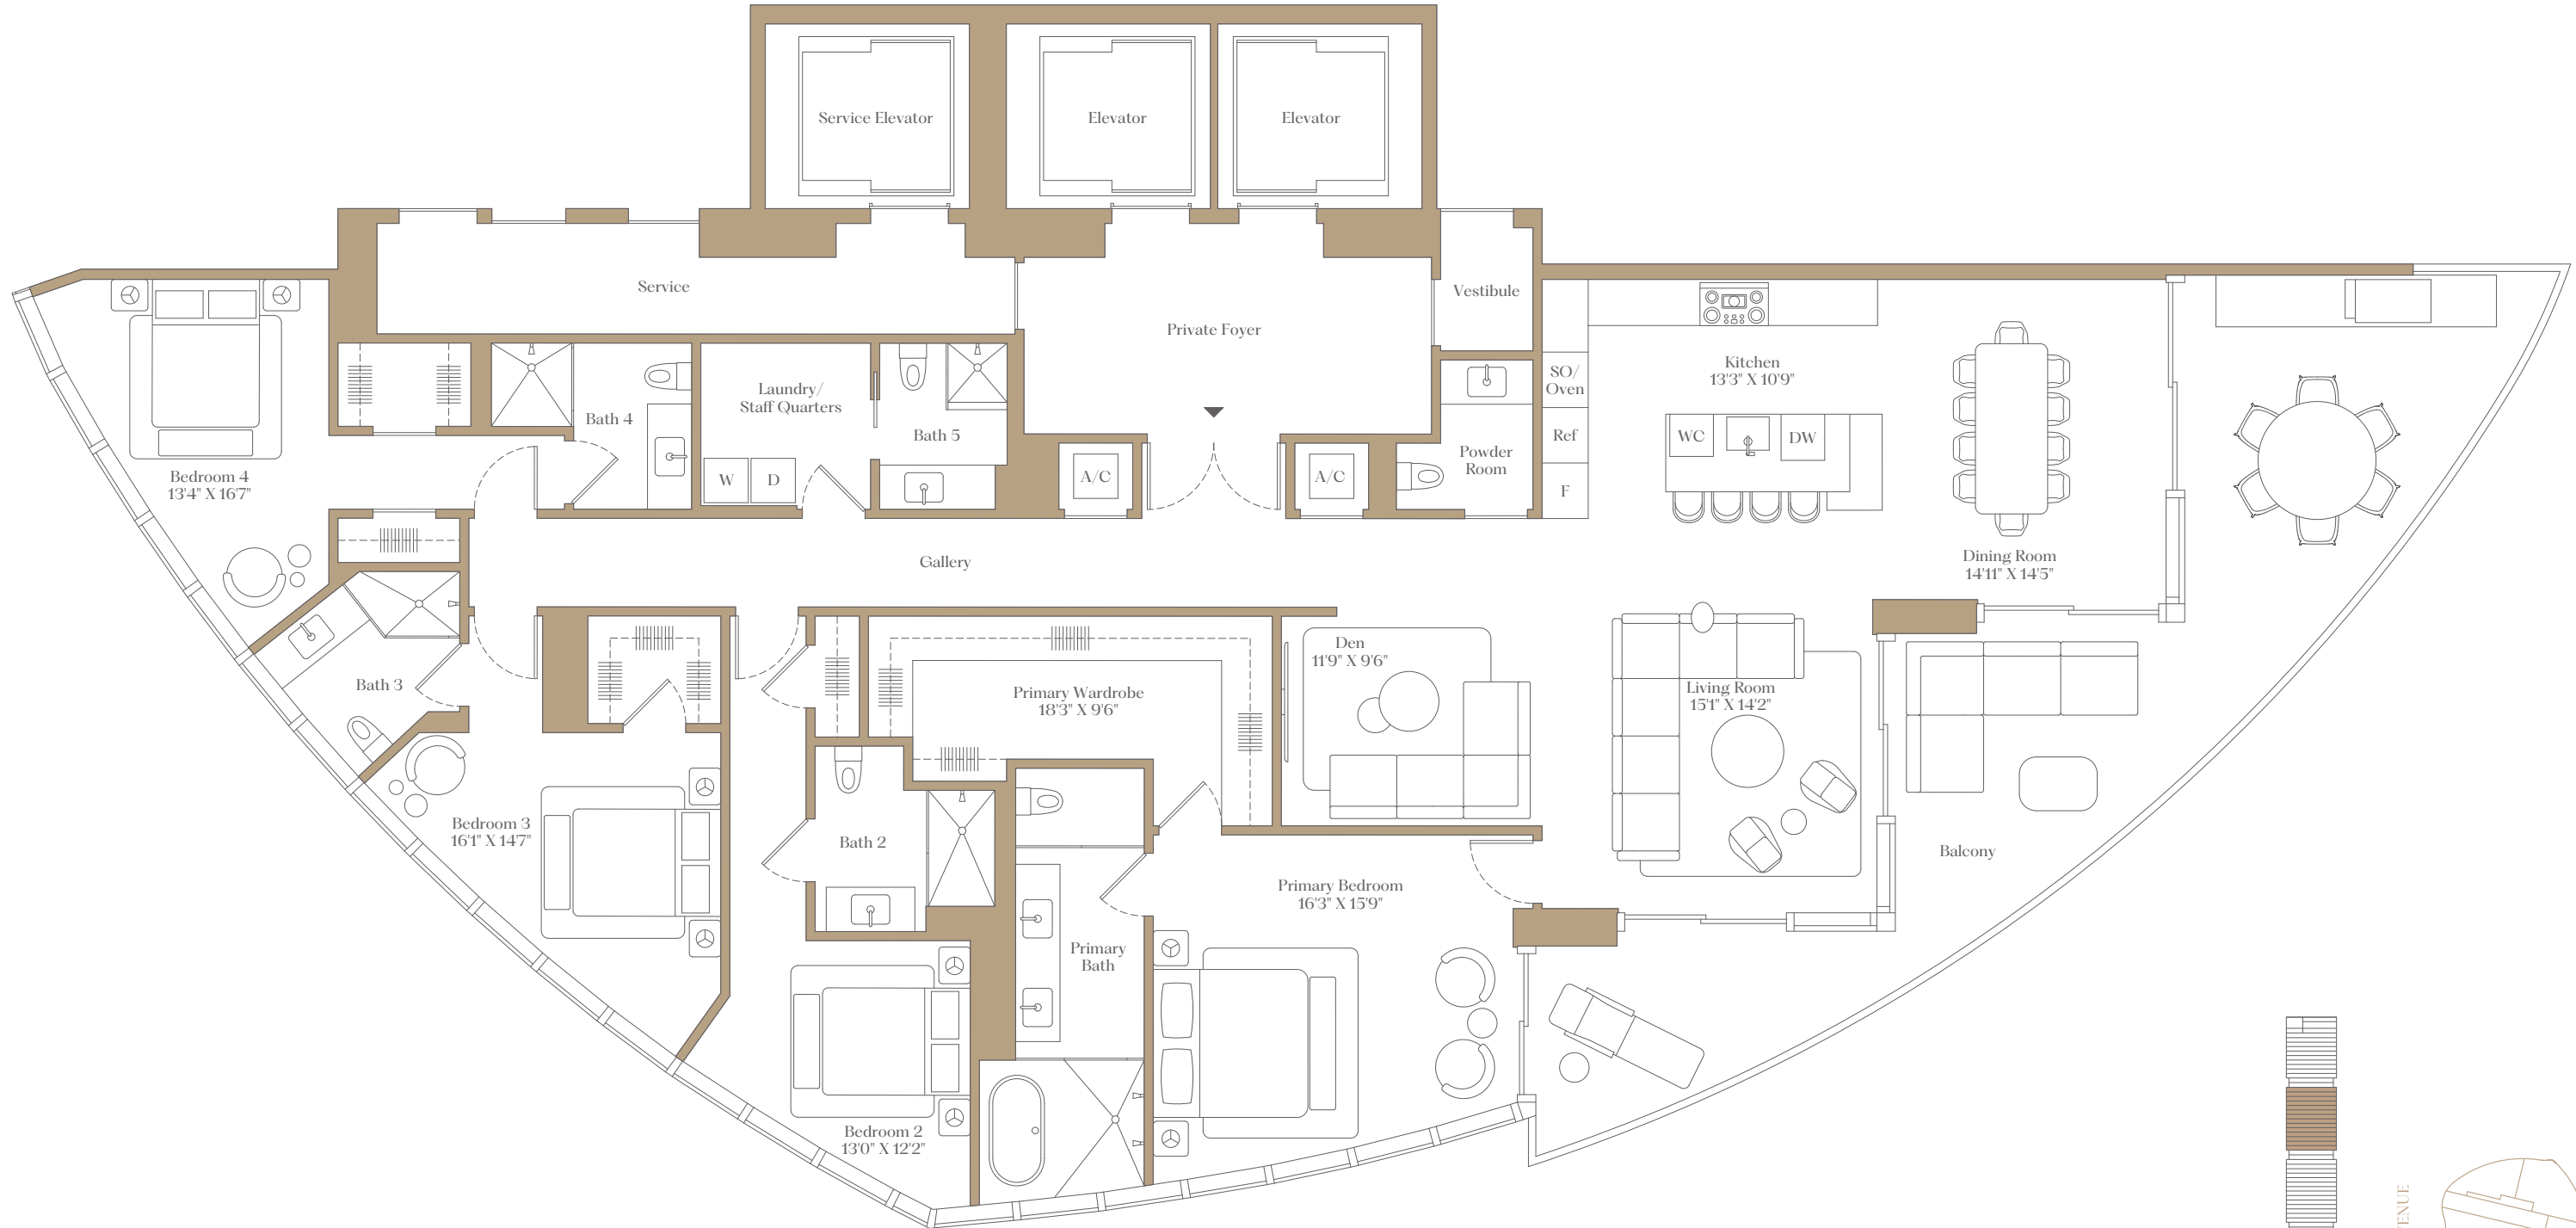 Service Elevator
Elevator
Elevator
Service
Vestibule
Private Foyer
Kitchen
13'3" X 10'9"
SO/
Oven
Laundry/
Staff Quarters
Bath 4
Bath 5
Ref
WC
DW
Powder
Room
Bedroom 4
13'4" X 16'7"
W
D
A/C
A/C
F
Gallery
Dining Room
14'11" X 14'5"
Den
11'9" X 9'6"
Bath 3
Primary Wardrobe
18'3" X 9'6"
Living Room
15'1" X 14'2"
Bedroom 3
16'1" X 14'7"
Bath 2
Balcony
Primary Bedroom
16'3" X 15'9"
Primary
Bath
Bedroom 2
13'0" X 12'2"